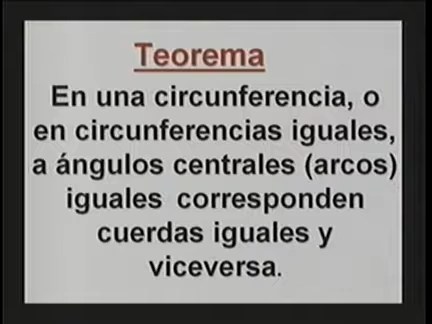 Teorema
En una circunferencia, o
en circunferencias iguales,
a ángulos centrales (arcos)
iguales corresponden
cuerdas iguales y
viceversa.